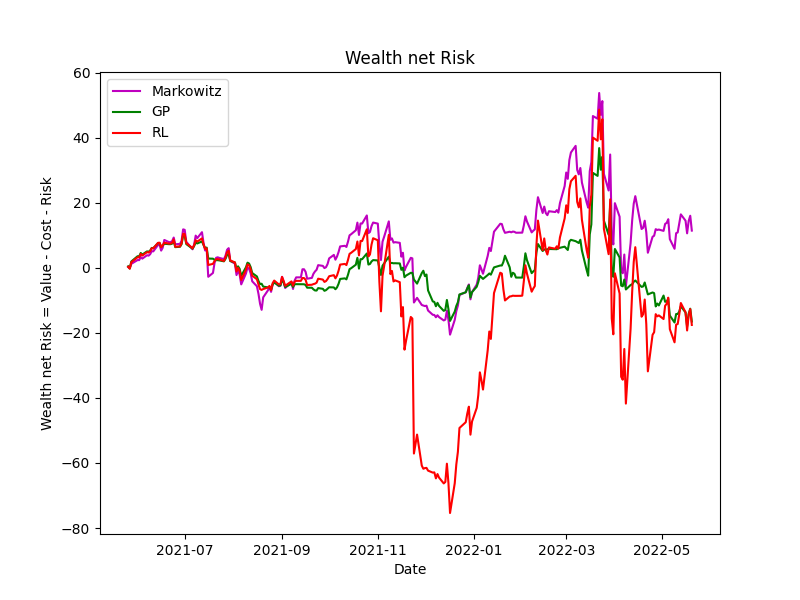 Wealth net Risk
Markowitz
GP
RL
60
40
20
0
−20
−40
−60
−80
Wealth net Risk = Value - Cost - Risk
2021-07
2021-09
2021-11
2022-01
2022-03
2022-05
Date